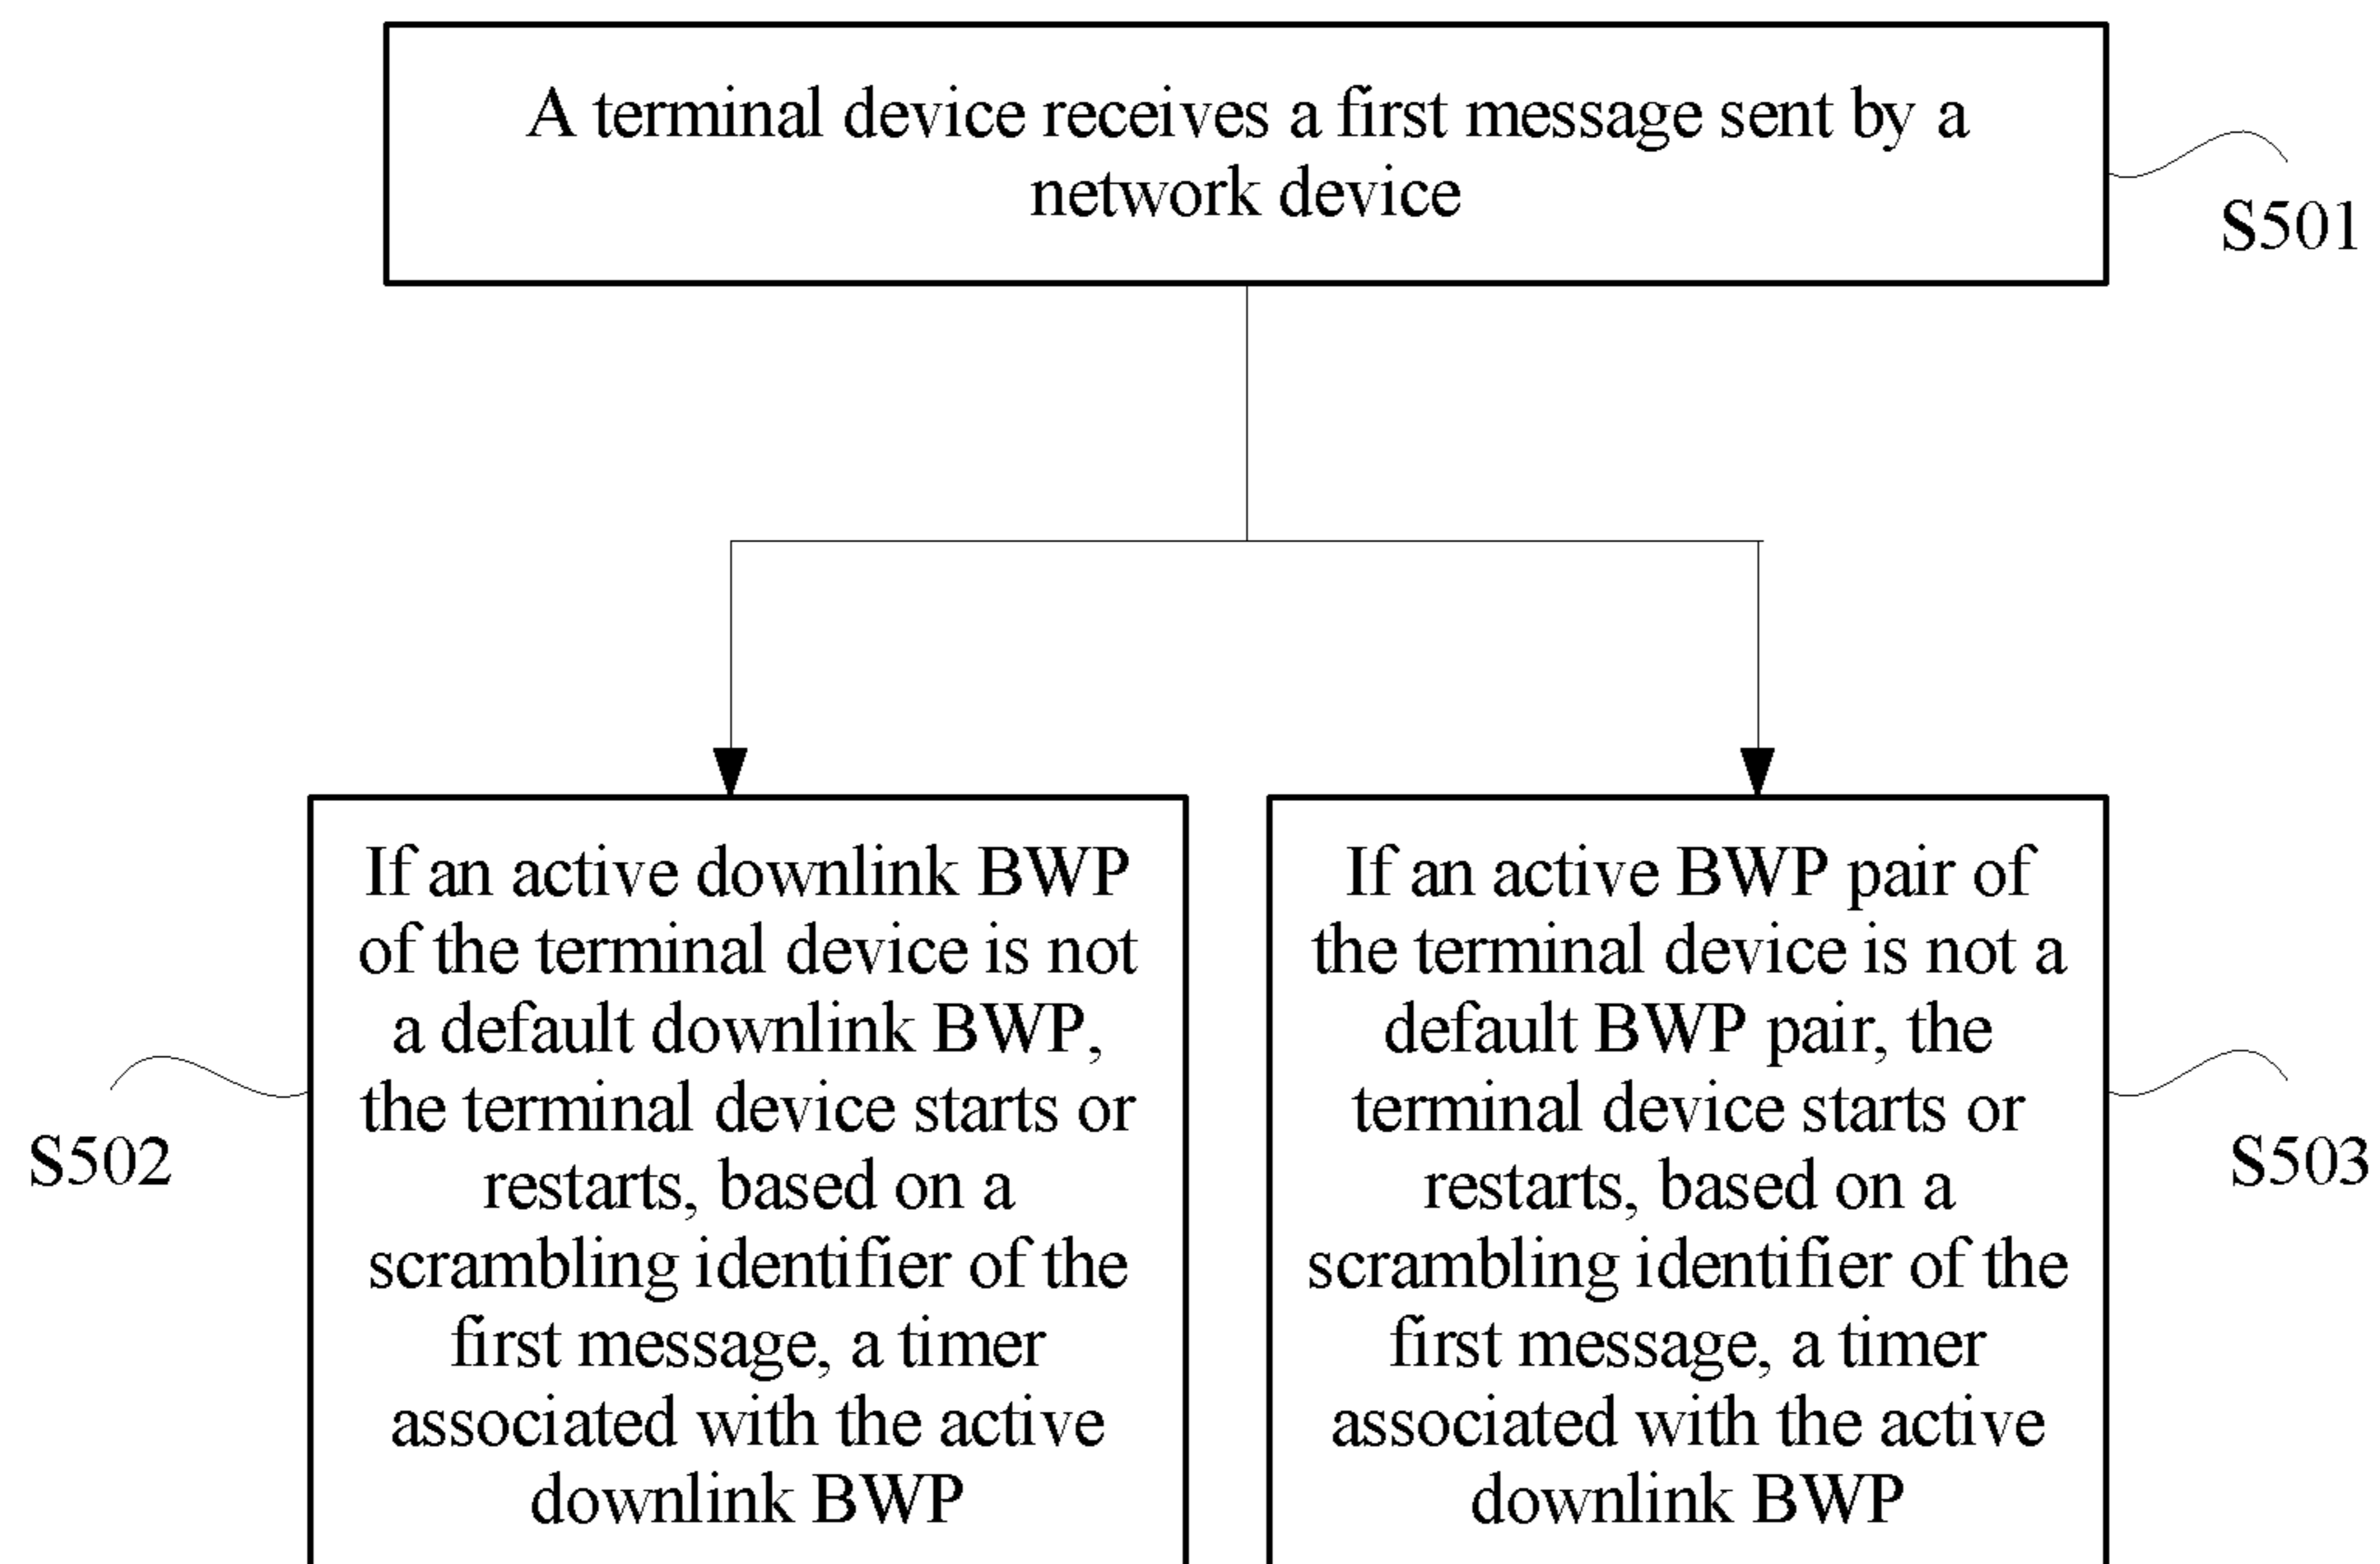 A terminal device receives a first message sent by a
network device
S501
If an active downlink BWP
of the terminal device is not
a default downlink BWP,
the terminal device starts or
restarts, based on a
scrambling identifier of the
first message, a timer
associated with the active
downlink BWP
S502
If an active BWP pair of
the terminal device is not a
default BWP pair, the
terminal device starts or
restarts, based on a
scrambling identifier of the
first message, a timer
associated with the active
downlink BWP
S503